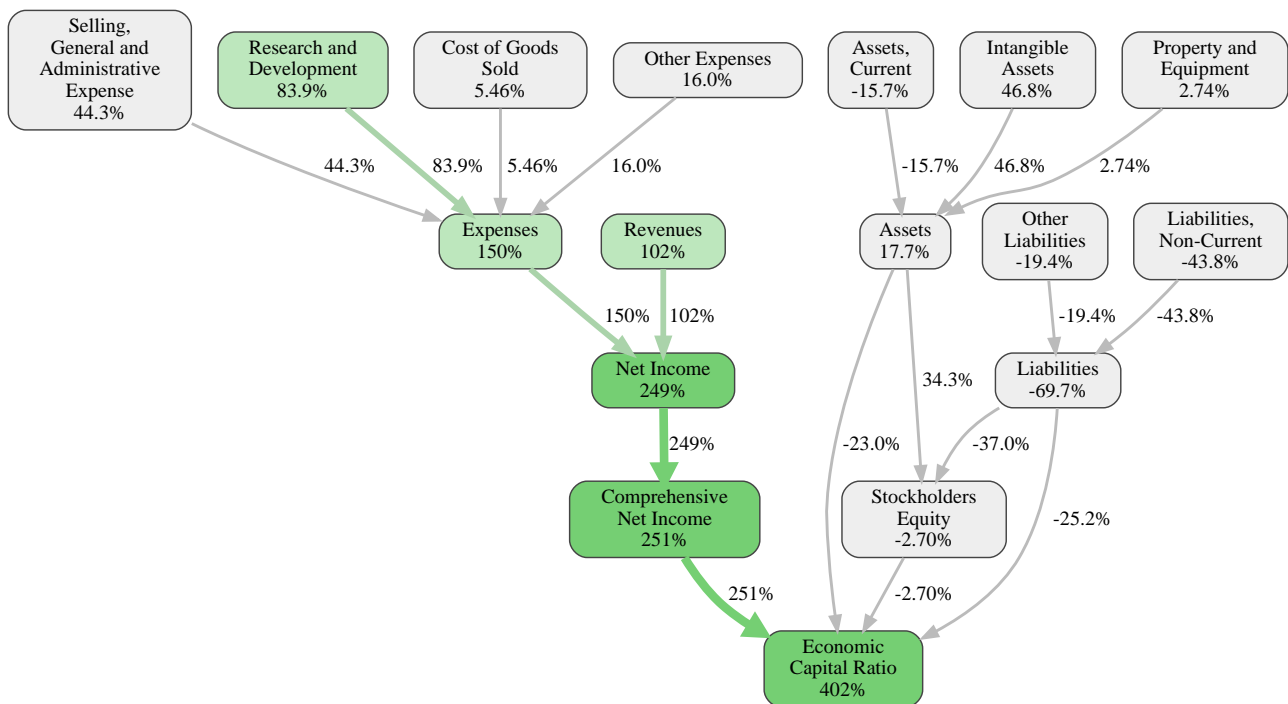 Selling,
General and
Administrative
Expense
44.3%
Research and
Development
83.9%
Cost of Goods
Sold
5.46%
Other Expenses
16.0%
Assets,
Current
-15.7%
Intangible
Assets
46.8%
Property and
Equipment
2.74%
44.3%
83.9%
5.46%
16.0%
-15.7%
46.8%
2.74%
Expenses
150%
Revenues
102%
Assets
17.7%
Other
Liabilities
-19.4%
Liabilities,
Non-Current
-43.8%
150%
102%
-19.4%
-43.8%
Net Income
249%
34.3%
Liabilities
-69.7%
249%
-23.0%
-37.0%
Comprehensive
Net Income
251%
Stockholders
Equity
-2.70%
-25.2%
251%
-2.70%
Economic
Capital Ratio
402%